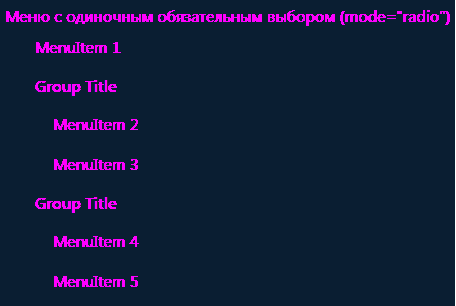 Меню с одиночным обязательным выбором (mode="radio")
MenuItem 1
Group Title
MenuItem 2
MenuItem 3
Group Title
MenuItem 4
MenuItem 5